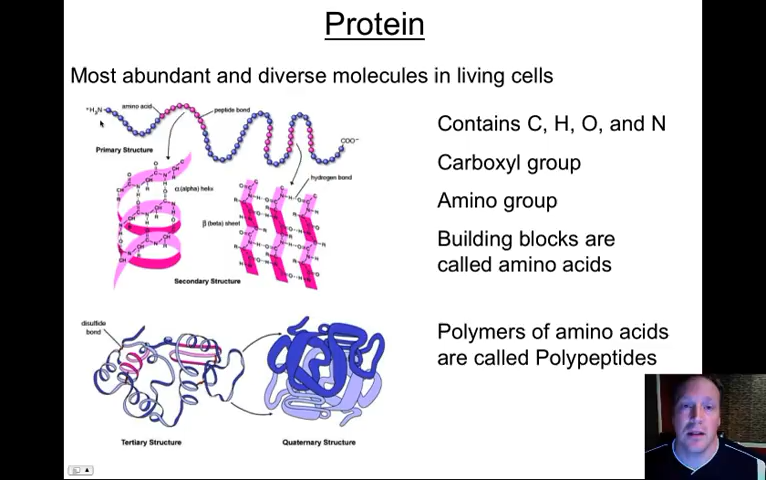 Protein
Most abundant and diverse molecules in living cells
⁺H₃N
amino acid
peptide bond
COO⁻
Primary Structure
Contains C, H, O, and N
Carboxyl group
Amino group
Building blocks are
called amino acids
hydrogen bond
α(alpha) helix
β (beta) sheet
Secondary Structure
disulfide
bond
Polymers of amino acids
are called Polypeptides
Tertiary Structure
Quaternary Structure